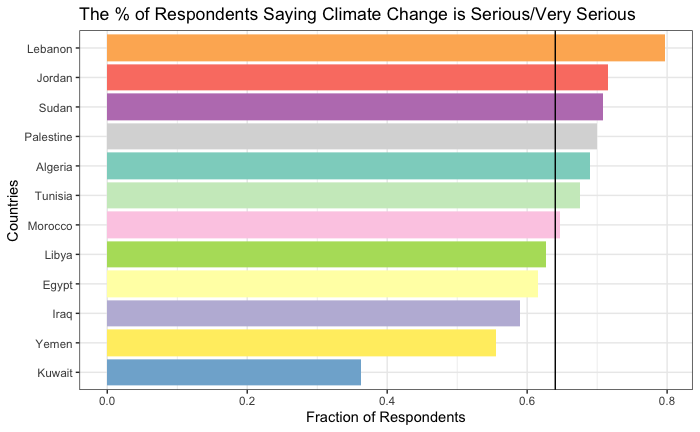 The % of Respondents Saying Climate Change is Serious/Very Serious
Countries
Lebanon
Jordan
Sudan
Palestine
Algeria
Tunisia
Morocco
Libya
Egypt
Iraq
Yemen
Kuwait
0.0 0.2 0.4 0.6 0.8
Fraction of Respondents